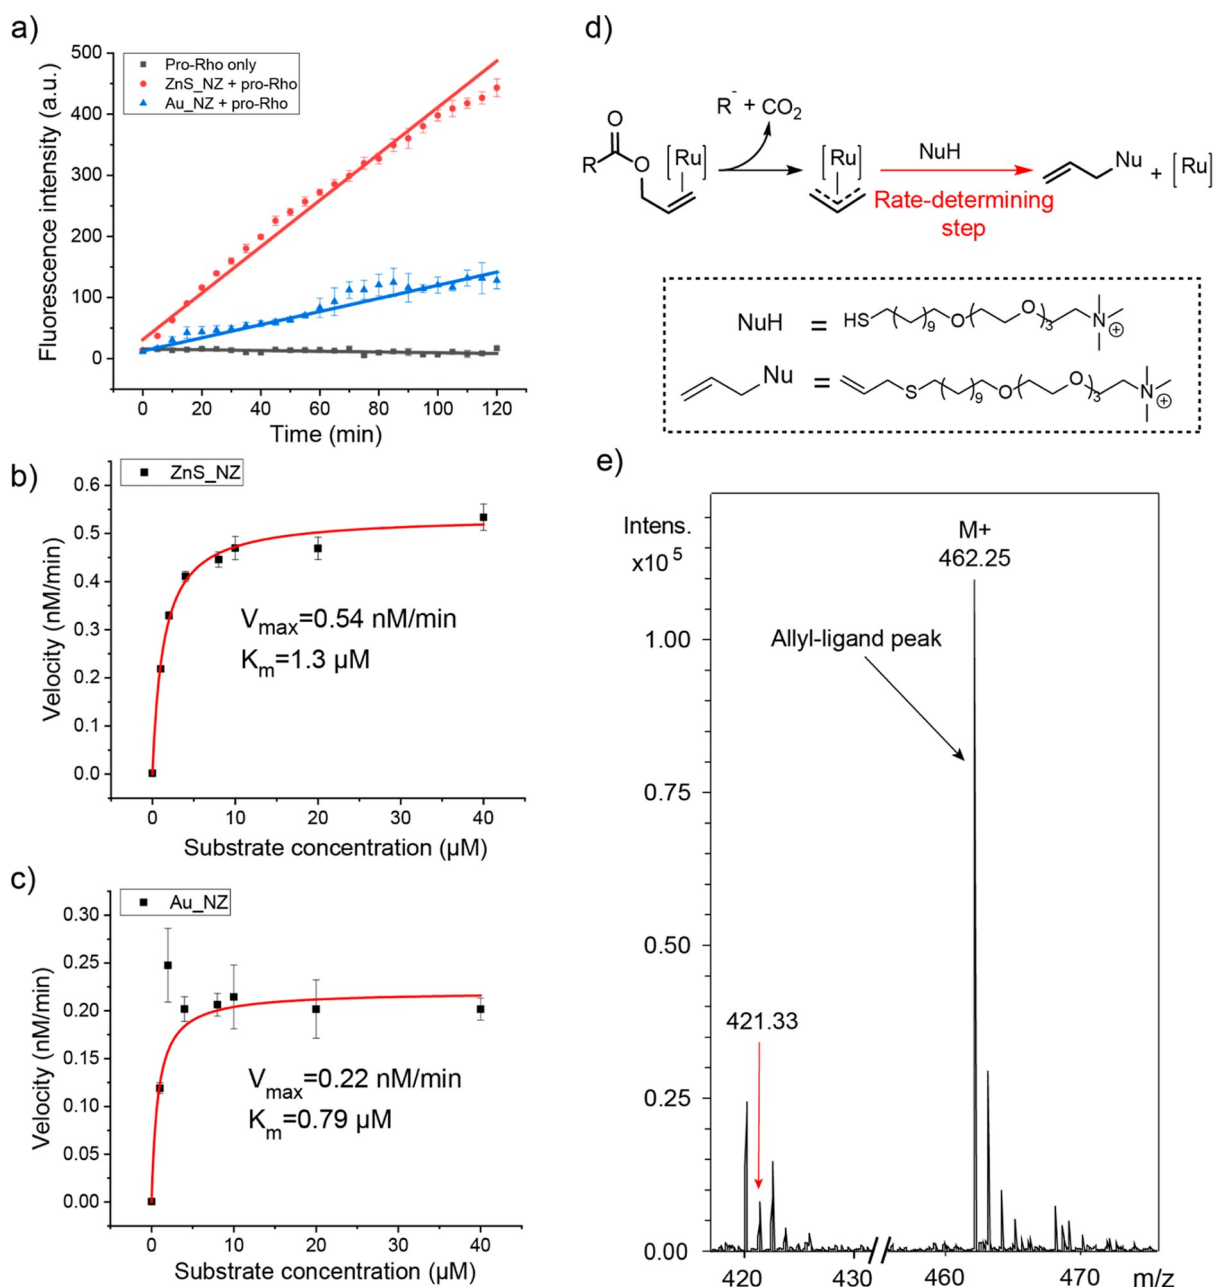 a)
500
400
300
200
100
0
Fluorescence intensity (a.u.)
Pro-Rho only
ZnS_NZ + pro-Rho
Au_NZ + pro-Rho
0 20 40 60 80 100 120
Time (min)
b)
ZnS_NZ
0.6
0.5
0.4
0.3
0.2
0.1
0.0
Velocity (nM/min)
Vmax=0.54 nM/min
Km=1.3 µM
0 10 20 30 40
Substrate concentration (µM)
c)
Au_NZ
0.30
0.25
0.20
0.15
0.10
0.05
0.00
Velocity (nM/min)
Vmax=0.22 nM/min
Km=0.79 µM
0 10 20 30 40
Substrate concentration (µM)
d)
R⁻ + CO₂
O
R O [Ru]
[Ru]
NuH
Rate-determining
step
Nu + [Ru]
NuH = HS ( )9 O ( O )3 N ⊕
Nu = S ( )9 O ( O )3 N ⊕
e)
Intens.
x10⁵
M+
462.25
Allyl-ligand peak
421.33
1.00
0.75
0.50
0.25
0.00
420 430 460 470 m/z